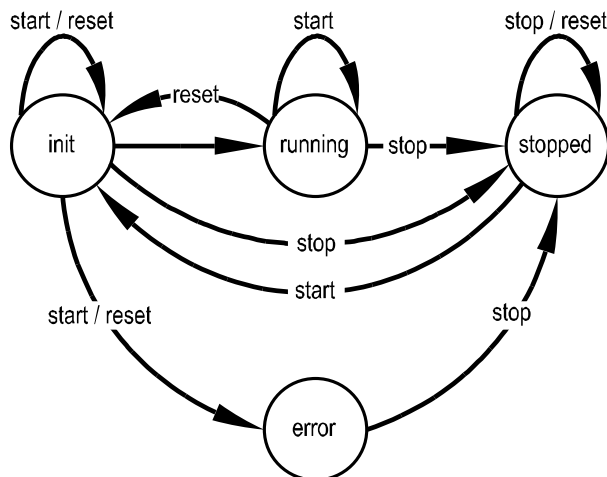 start / reset
start
stop / reset
reset
init
running
stop
stopped
stop
start
start / reset
stop
error